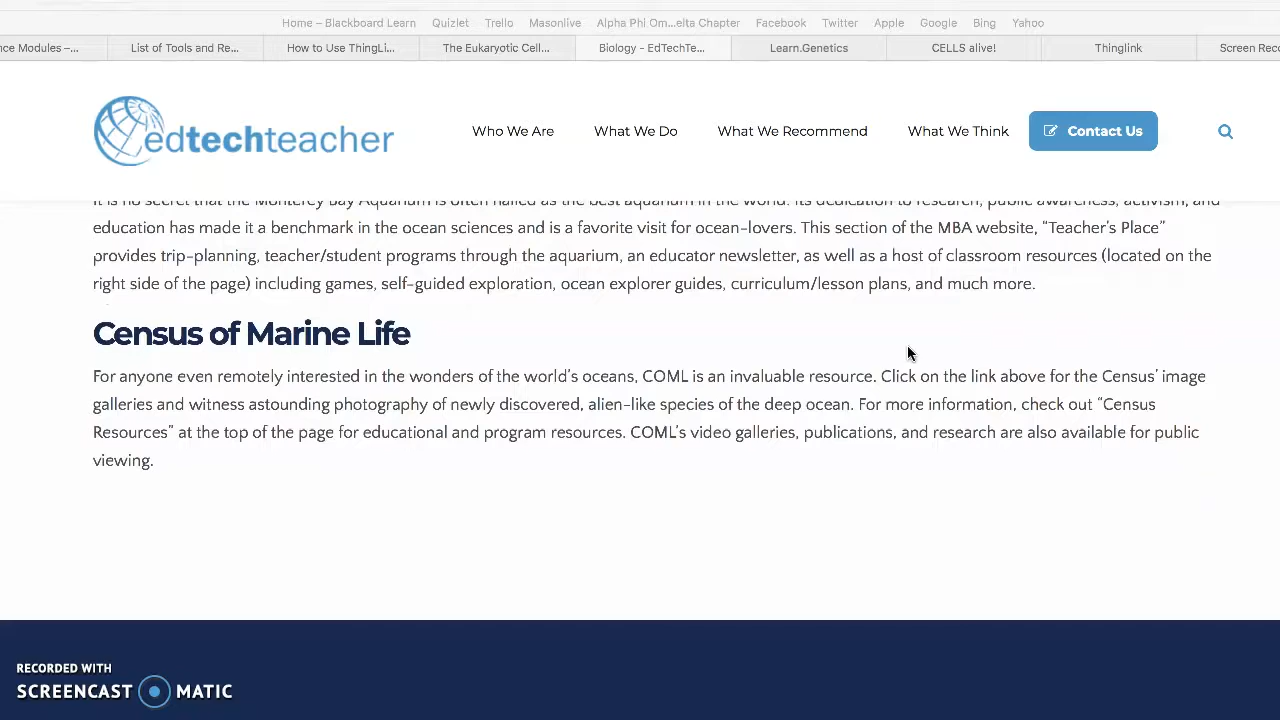 Home – Blackboard Learn Quizlet Trello Masonlive Alpha Phi Om...elta Chapter Facebook Twitter Apple Google Bing Yahoo
nce Modules –... List of Tools and Re... How to Use ThingLi... The Eukaryotic Cell... Biology - EdTechTe... Learn.Genetics CELLS alive! Thinglink Screen Reco
edtechteacher Who We Are What We Do What We Recommend What We Think Contact Us
It is no secret that the Monterey Bay Aquarium is often hailed as the best aquarium in the world. Its dedication to research, public awareness, activism, and
education has made it a benchmark in the ocean sciences and is a favorite visit for ocean-lovers. This section of the MBA website, “Teacher’s Place”
provides trip-planning, teacher/student programs through the aquarium, an educator newsletter, as well as a host of classroom resources (located on the
right side of the page) including games, self-guided exploration, ocean explorer guides, curriculum/lesson plans, and much more.
Census of Marine Life
For anyone even remotely interested in the wonders of the world’s oceans, COML is an invaluable resource. Click on the link above for the Census’ image
galleries and witness astounding photography of newly discovered, alien-like species of the deep ocean. For more information, check out “Census
Resources” at the top of the page for educational and program resources. COML’s video galleries, publications, and research are also available for public
viewing.
RECORDED WITH
SCREENCAST MATIC